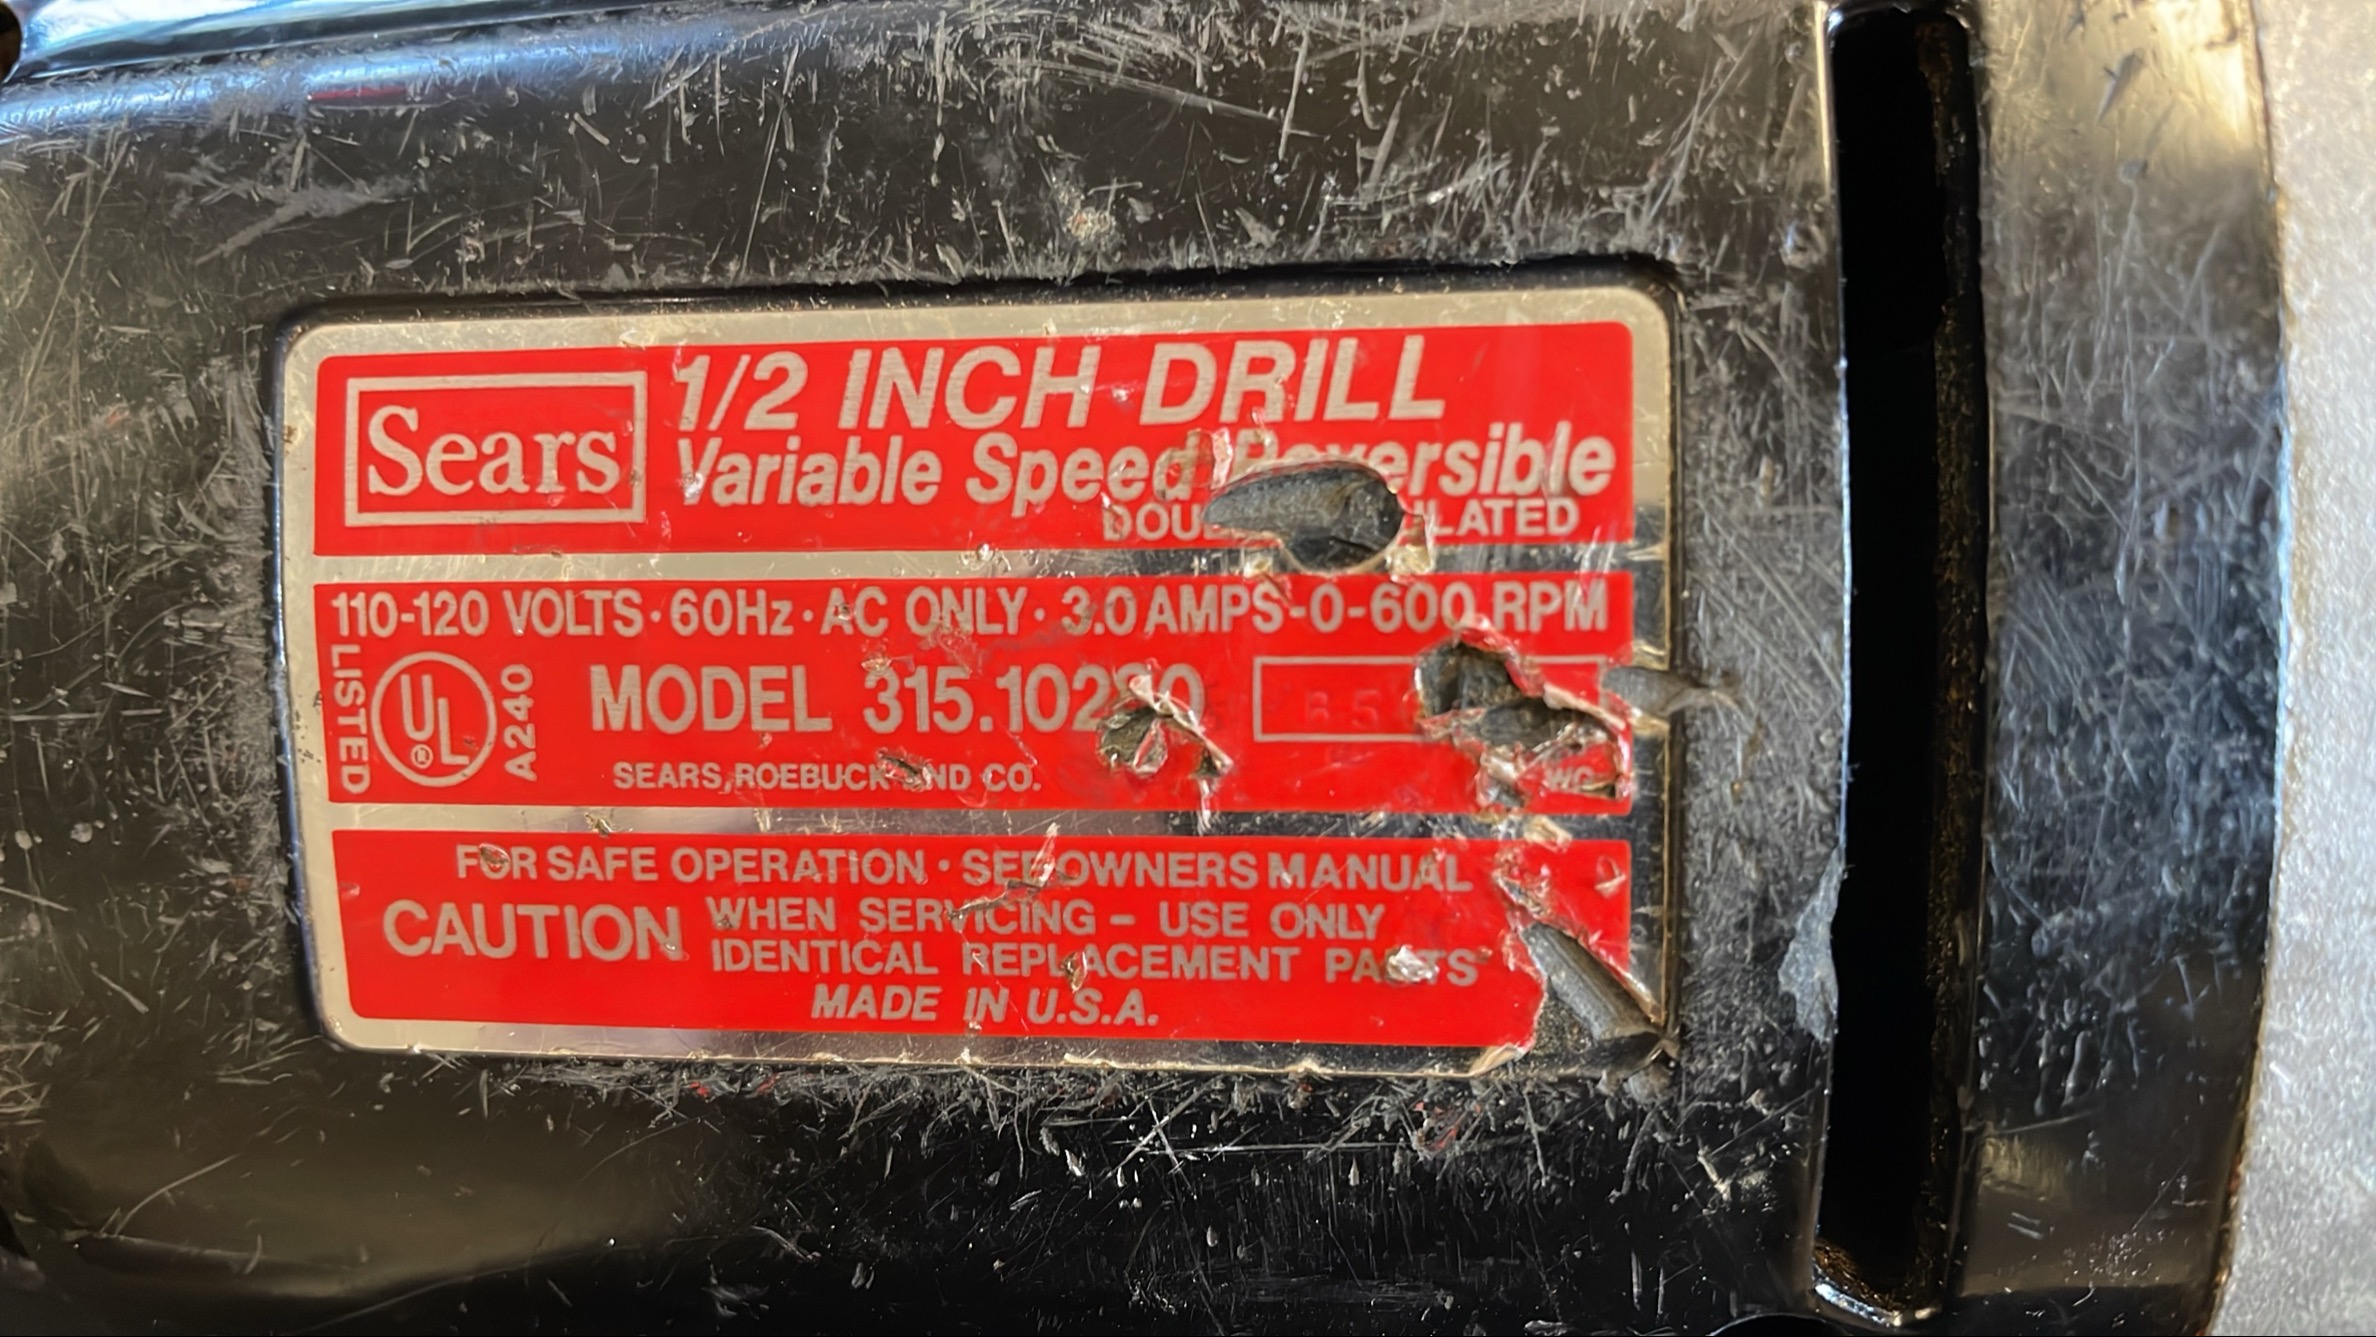 Sears
1/2 INCH DRILL
Variable Speed
110-120 VOLTS · 60Hz · AC ONLY · 3.0 AMPS-0-600 RPM
LISTED
UL
®
A240
MODEL
SEARS, ROEBUCK AND CO.
FOR SAFE OPERATION · SEE OWNERS MANUAL
CAUTION
WHEN SERVICING - USE ONLY
IDENTICAL REPLACEMENT PARTS
MADE IN U.S.A.